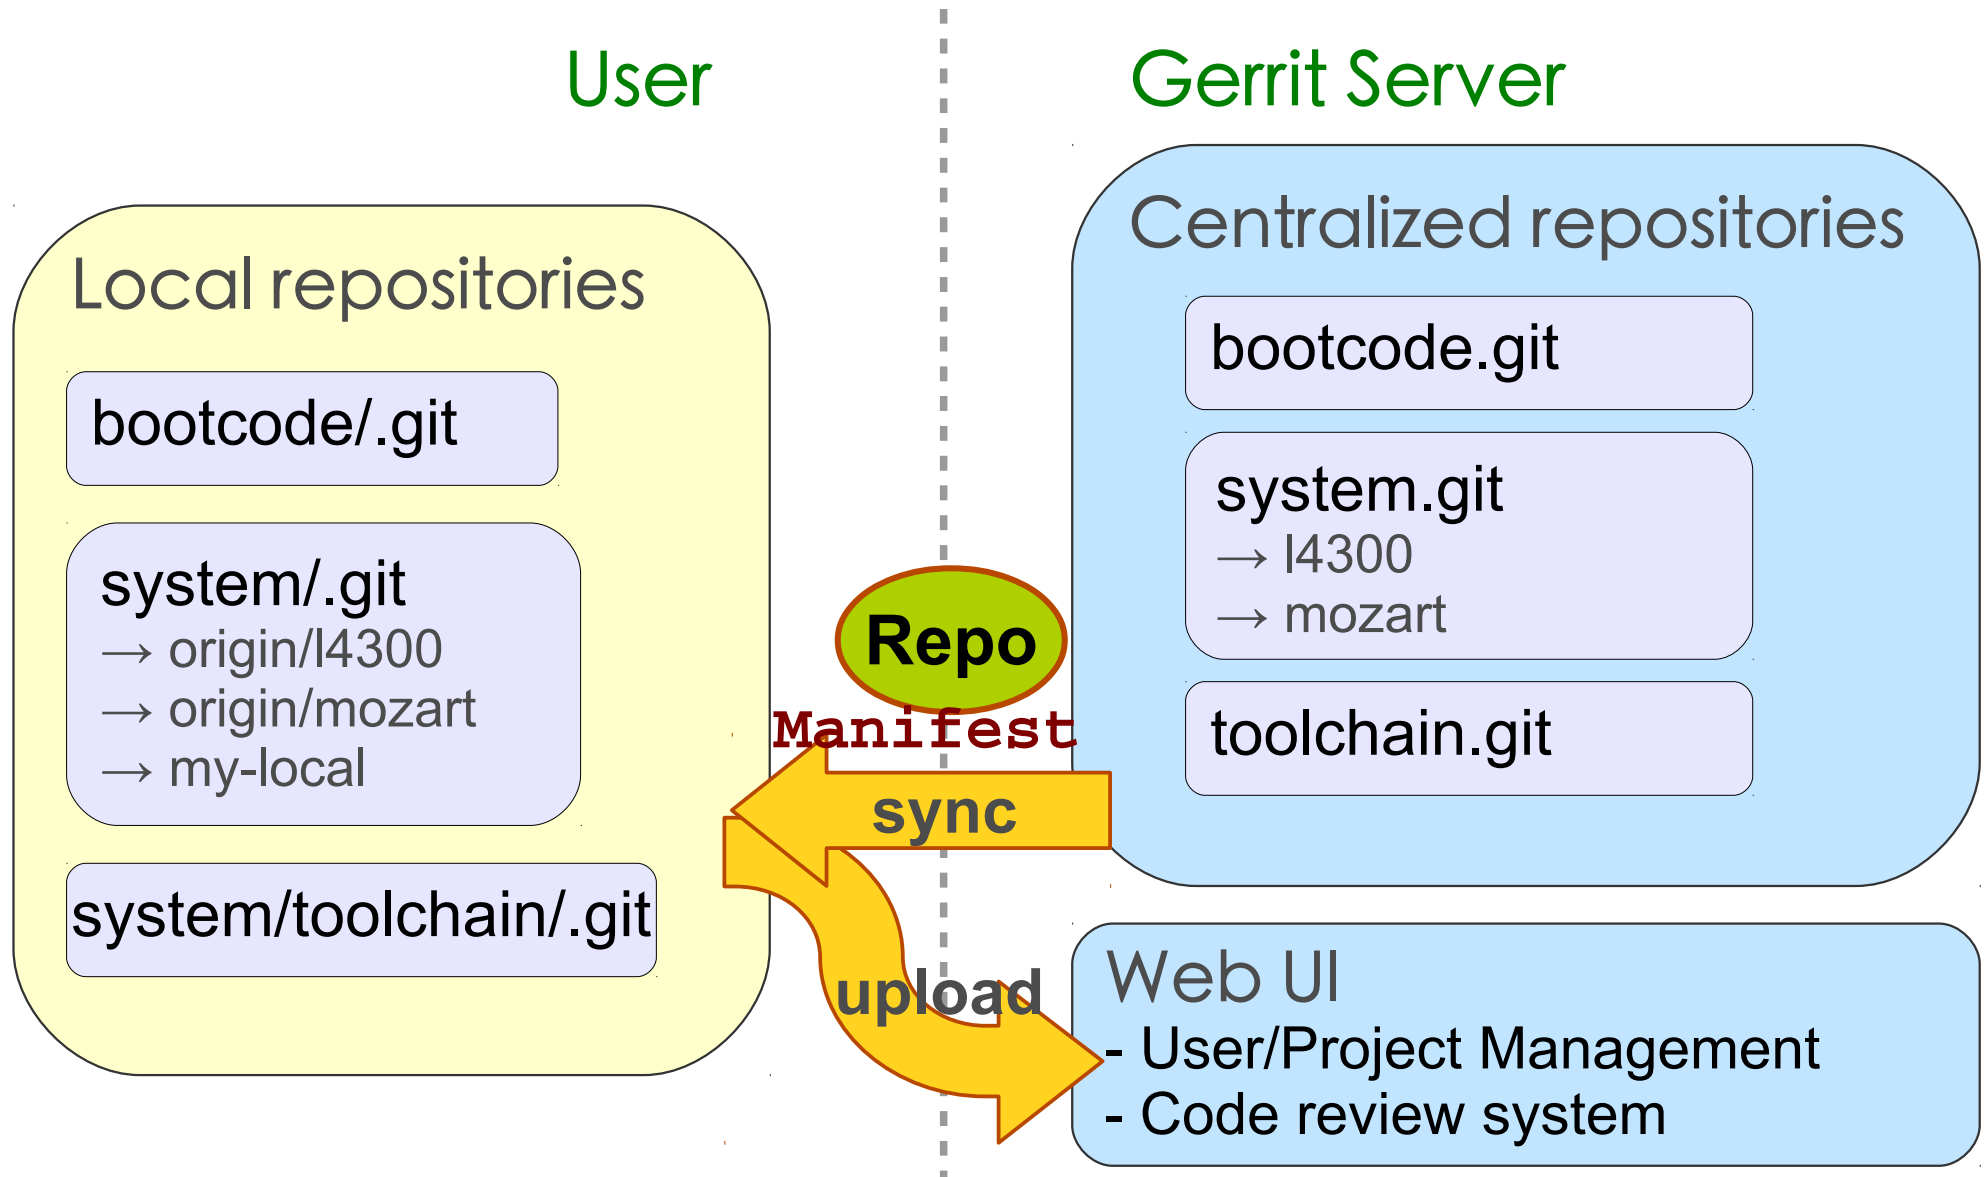 User
Gerrit Server
Local repositories
bootcode/.git
system/.git
→ origin/l4300
→ origin/mozart
→ my-local
system/toolchain/.git
Repo
Manifest
sync
upload
Centralized repositories
bootcode.git
system.git
→ l4300
→ mozart
toolchain.git
Web UI
- User/Project Management
- Code review system